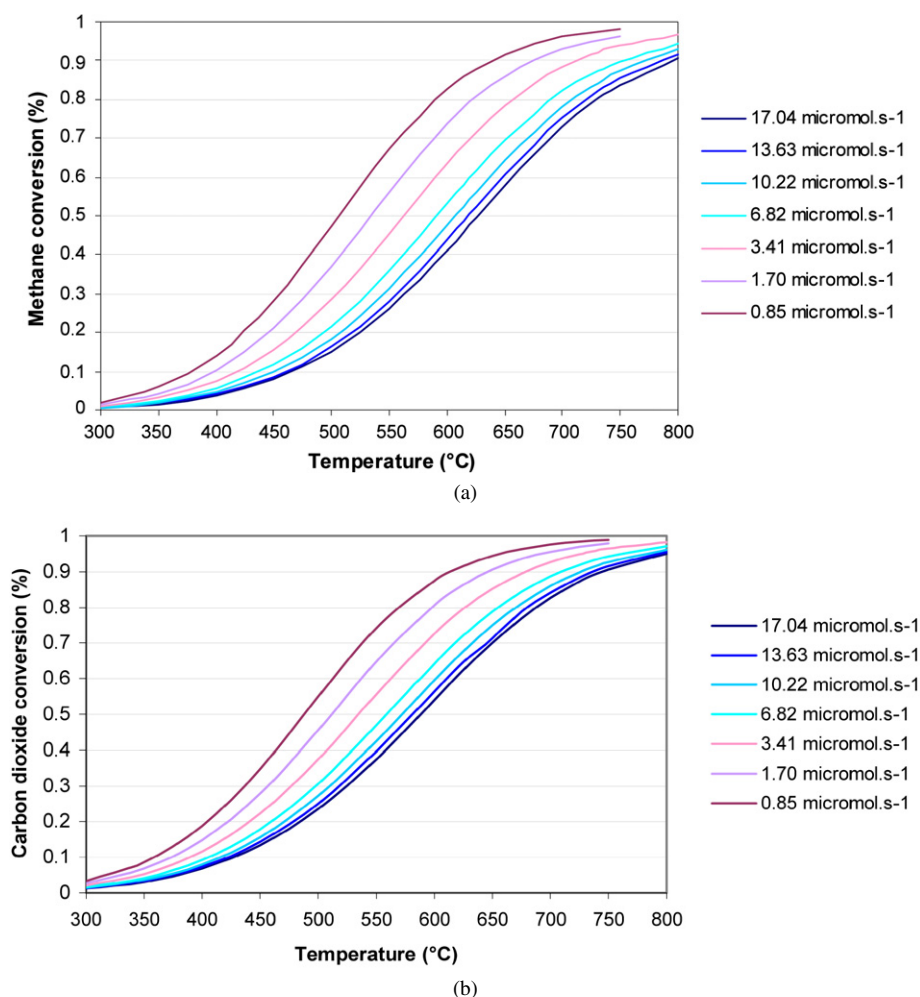 1
0.9
0.8
0.7
0.6
0.5
0.4
0.3
0.2
0.1
0
Methane conversion (%)
300 350 400 450 500 550 600 650 700 750 800
Temperature (°C)
17.04 micromol.s-1
13.63 micromol.s-1
10.22 micromol.s-1
6.82 micromol.s-1
3.41 micromol.s-1
1.70 micromol.s-1
0.85 micromol.s-1
(a)
1
0.9
0.8
0.7
0.6
0.5
0.4
0.3
0.2
0.1
0
Carbon dioxide conversion (%)
300 350 400 450 500 550 600 650 700 750 800
Temperature (°C)
17.04 micromol.s-1
13.63 micromol.s-1
10.22 micromol.s-1
6.82 micromol.s-1
3.41 micromol.s-1
1.70 micromol.s-1
0.85 micromol.s-1
(b)